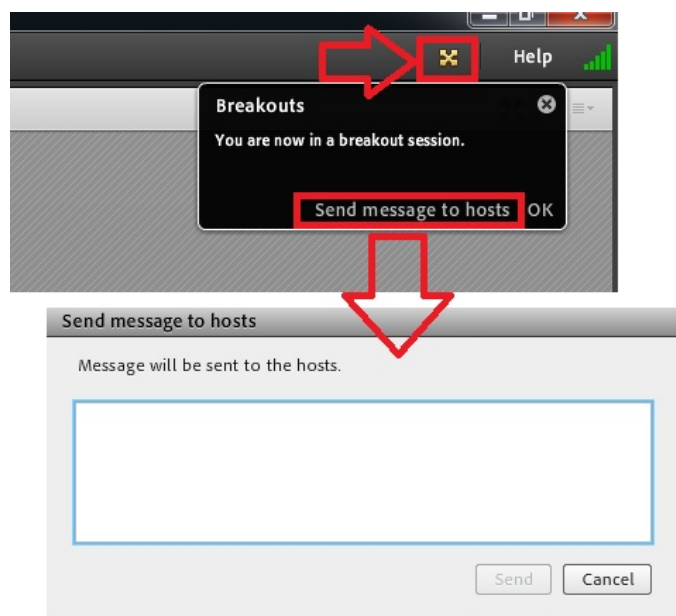 Help
Breakouts
You are now in a breakout session.
Send message to hosts OK
Send message to hosts
Message will be sent to the hosts.
Send Cancel